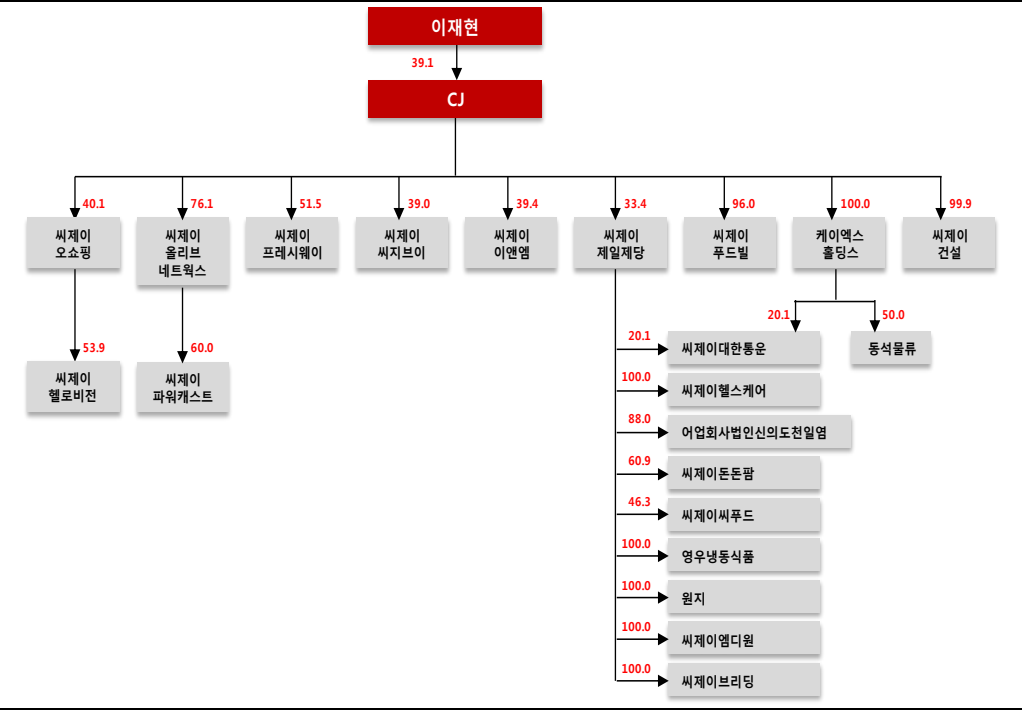 이재현
39.1
CJ
40.1
76.1
51.5
39.0
39.4
33.4
96.0
100.0
99.9
씨제이
오쇼핑
씨제이
올리브
네트웍스
씨제이
프레시웨이
씨제이
씨지브이
씨제이
이앤엠
씨제이
제일제당
씨제이
푸드빌
케이엑스
홀딩스
씨제이
건설
53.9
씨제이
헬로비전
60.0
씨제이
파워캐스트
20.1
50.0
20.1
씨제이대한통운
동석물류
100.0
씨제이헬스케어
88.0
어업회사법인신의도천일염
60.9
씨제이돈돈팜
46.3
씨제이씨푸드
100.0
영우냉동식품
100.0
원지
100.0
씨제이엠디원
100.0
씨제이브리딩